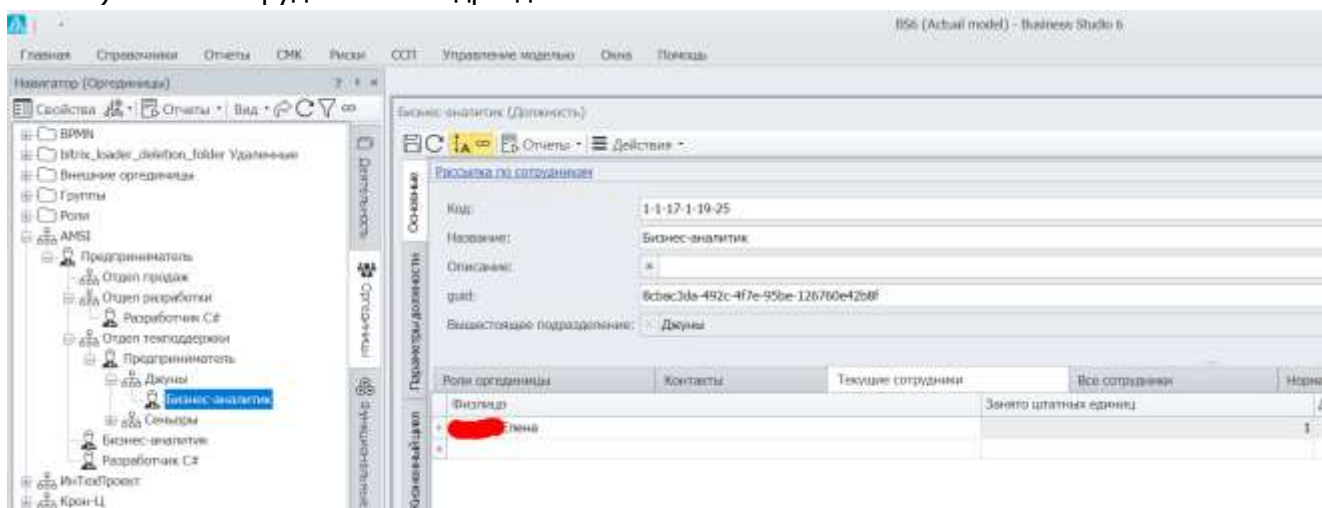 BS6 (Actual model) - Business Studio 6
Главная Справочники Отчеты СМК Риски ССП Управление моделью Окна Помощь
Навигатор (Оргединицы)
Свойства Отчеты Вид
BPMN
bitrix_loader_deletion_folder Удаленные
Внешние оргединицы
Группы
Роли
AMSI
Предприниматель
Отдел продаж
Отдел разработки
Разработчик C#
Отдел техподдержки
Предприниматель
Джуны
Бизнес-аналитик
Сеньоры
Бизнес-аналитик
Разработчик C#
ИнТехПроект
Крон-Ц
Деятельность
Оргединицы
Функциональные
Бизнес-аналитик (Должность)
Отчеты Действия
Основные
Параметры должности
Жизненный цикл
Рассылка по сотрудникам
Код: 1-1-17-1-19-25
Название: Бизнес-аналитик
Описание:
guid: 8cbac3da-492c-4f7e-95be-126760e42b8f
Вышестоящее подразделение: Джуны
Роли оргединицы Контакты Текущие сотрудники Все сотрудники
Физлицо Занято штатных единиц
Елена 1